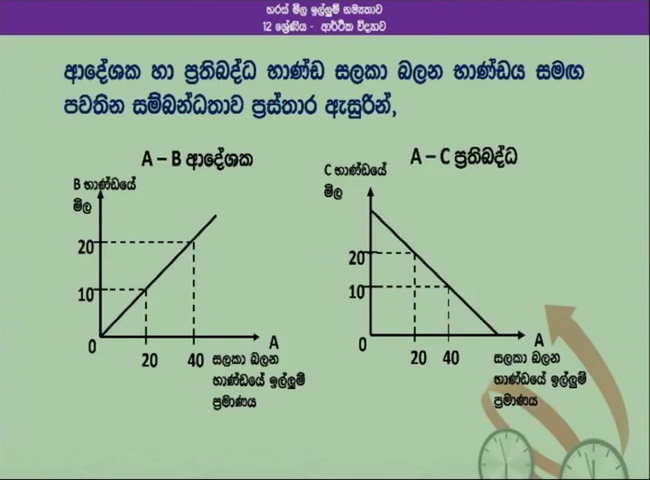 හරස් මිල ඉල්ලුම් නම්‍යතාව
12 ශ්‍රේණිය - ආර්ථික විද්‍යාව
ආදේශක හා ප්‍රතිබද්ධ භාණ්ඩ සලකා බලන භාණ්ඩය සමඟ
පවතින සම්බන්ධතාව ප්‍රස්තාර ඇසුරින්,
A – B ආදේශක
B භාණ්ඩයේ
මිල
20
10
0
20
40
A
සලකා බලන
භාණ්ඩයේ ඉල්ලුම්
ප්‍රමාණය
A – C ප්‍රතිබද්ධ
C භාණ්ඩයේ
මිල
20
10
0
20
40
A
සලකා බලන
භාණ්ඩයේ ඉල්ලුම්
ප්‍රමාණය